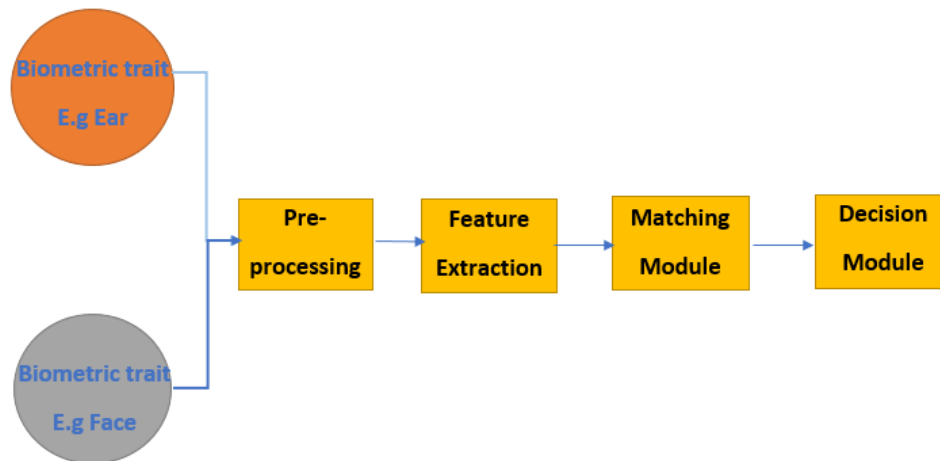 Biometric trait
E.g Ear
Pre-
processing
Feature
Extraction
Matching
Module
Decision
Module
Biometric trait
E.g Face